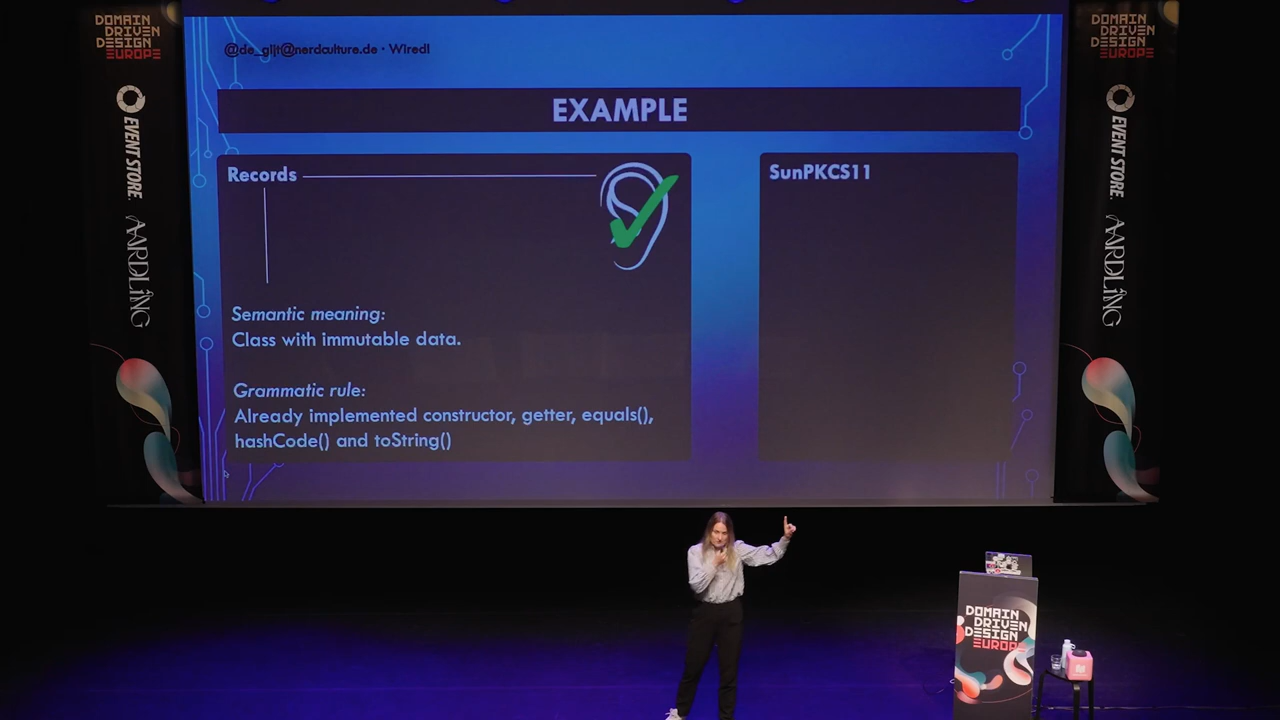 DOMAIN
DRIVEN
DESIGN
EUROPE
EVENT STORE.
AARDLING
@de_gijt@nerdculture.de · Wiredl
EXAMPLE
Records
Semantic meaning:
Class with immutable data.
Grammatic rule:
Already implemented constructor, getter, equals(),
hashCode() and toString()
SunPKCS11
DOMAIN
DRIVEN
DESIGN
EUROPE
EVENT STORE.
AARDLING
DOMAIN
DRIVEN
DESIGN
EUROPE